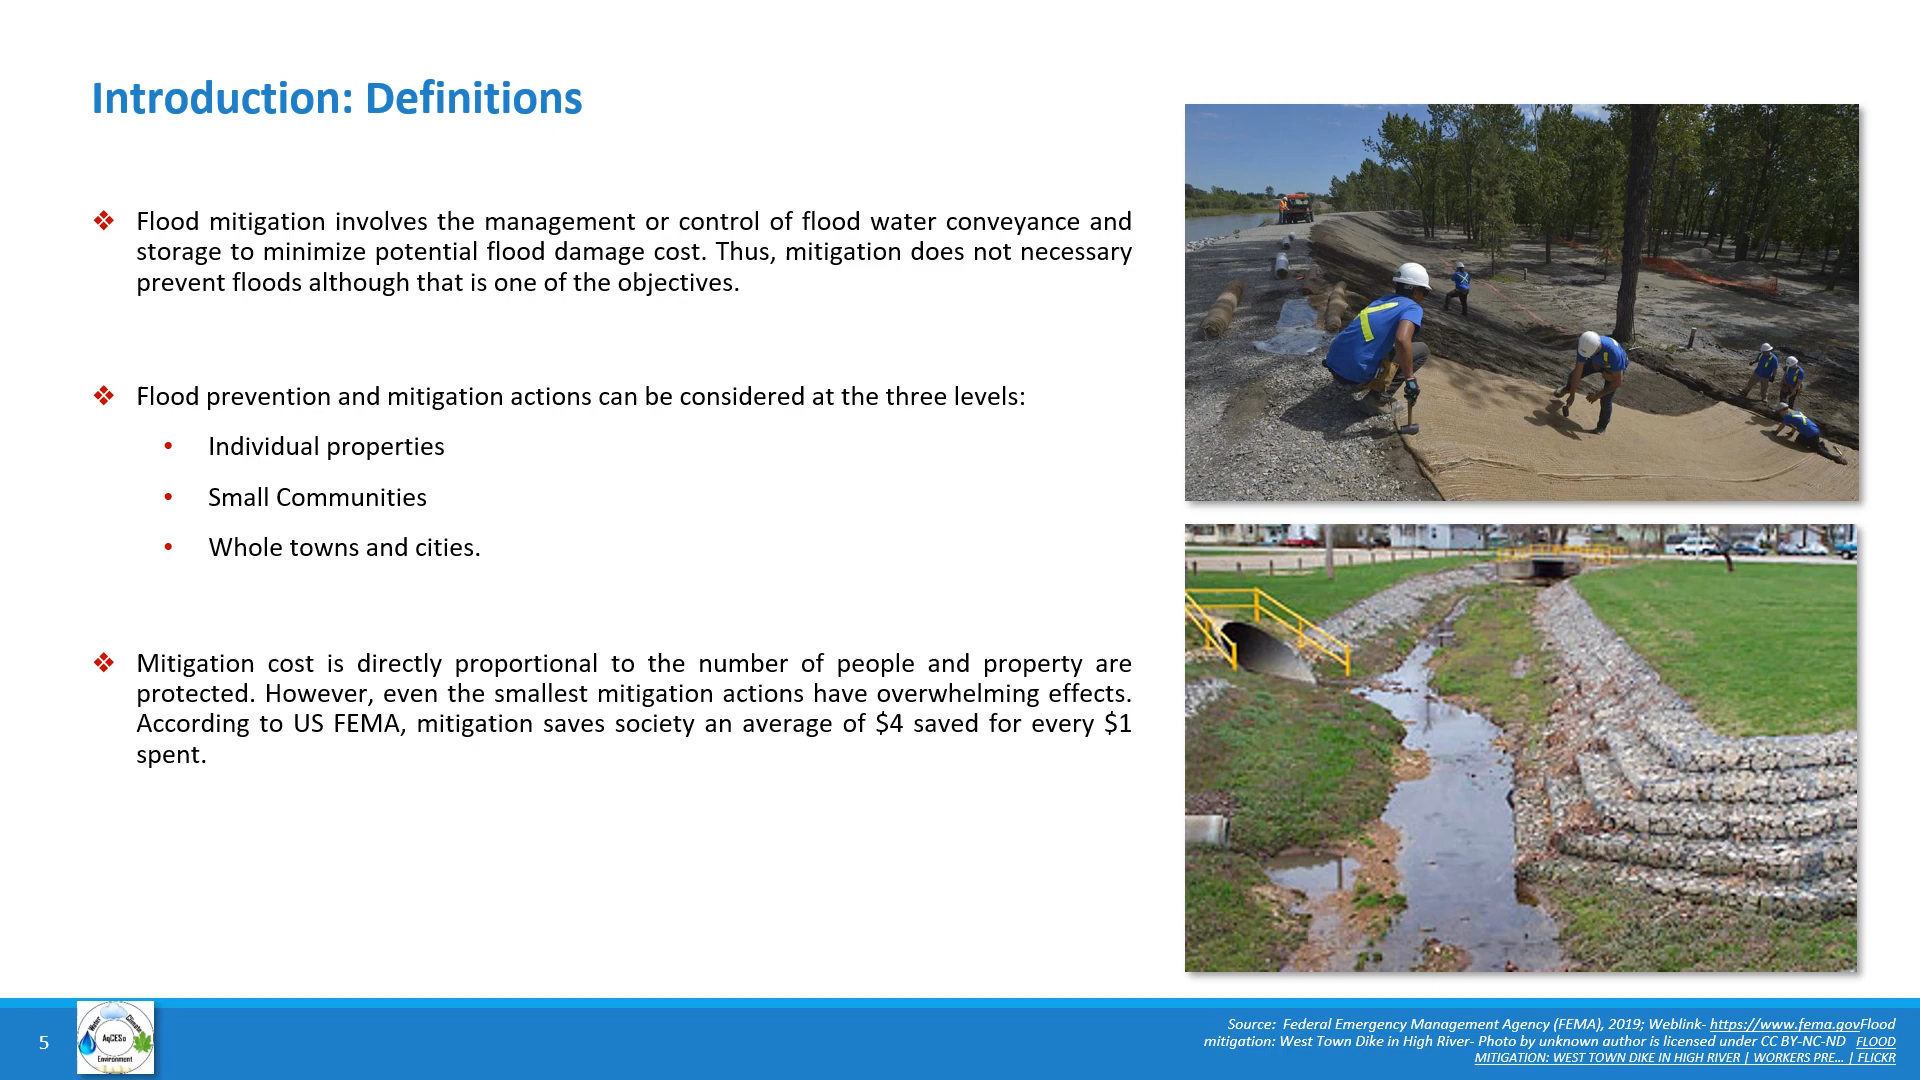 Introduction: Definitions
Flood mitigation involves the management or control of flood water conveyance and
storage to minimize potential flood damage cost. Thus, mitigation does not necessary
prevent floods although that is one of the objectives.
Flood prevention and mitigation actions can be considered at the three levels:
Individual properties
Small Communities
Whole towns and cities.
Mitigation cost is directly proportional to the number of people and property are
protected. However, even the smallest mitigation actions have overwhelming effects.
According to US FEMA, mitigation saves society an average of $4 saved for every $1
spent.
5
Water
Climate
AqCESo
Environment
Source: Federal Emergency Management Agency (FEMA), 2019; Weblink- https://www.fema.govFlood
mitigation: West Town Dike in High River- Photo by unknown author is licensed under CC BY-NC-ND FLOOD
MITIGATION: WEST TOWN DIKE IN HIGH RIVER | WORKERS PRE... | FLICKR